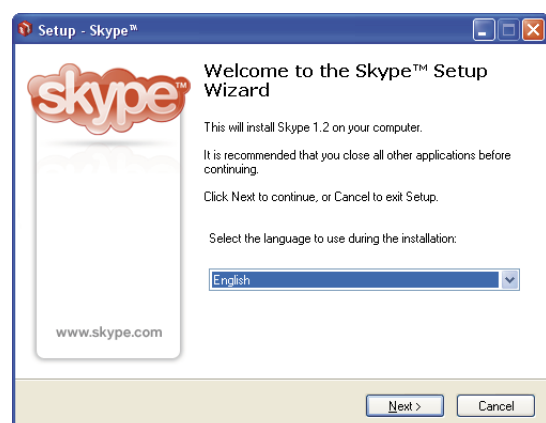 Setup - Skype™
skype™
Welcome to the Skype™ Setup
Wizard
This will install Skype 1.2 on your computer.
It is recommended that you close all other applications before
continuing.
Click Next to continue, or Cancel to exit Setup.
Select the language to use during the installation:
English
www.skype.com
Next >
Cancel